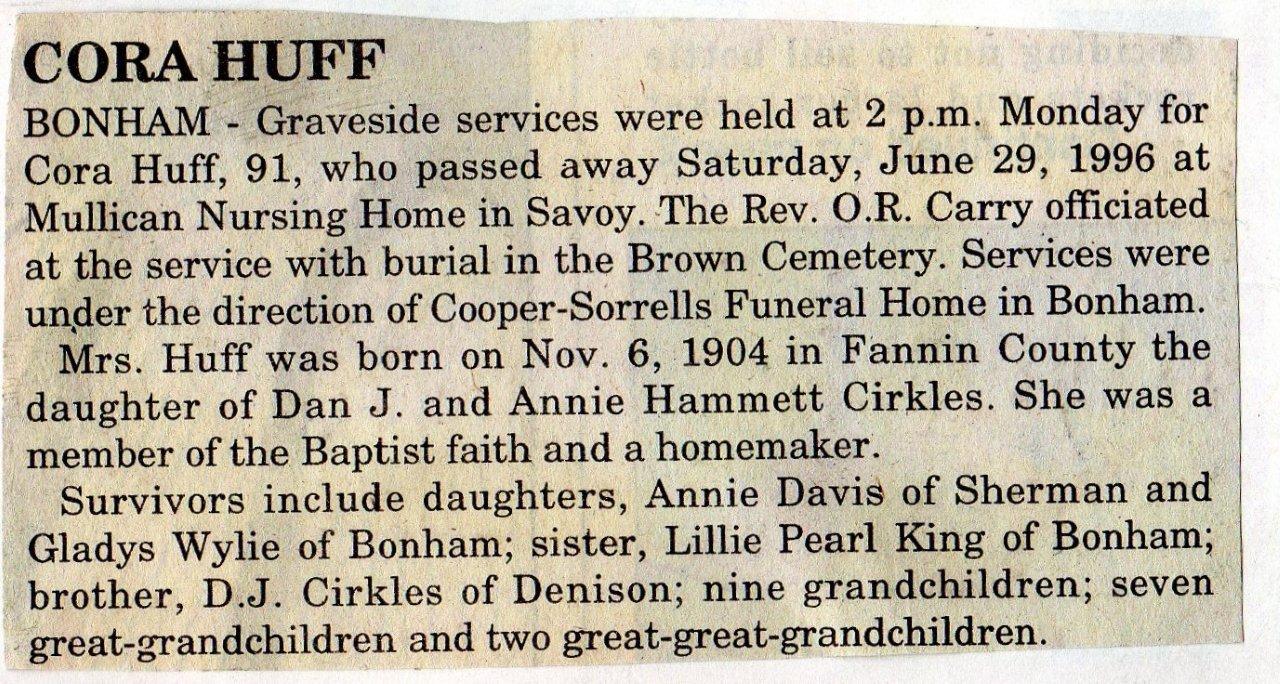 CORA HUFF
BONHAM - Graveside services were held at 2 p.m. Monday for
Cora Huff, 91, who passed away Saturday, June 29, 1996 at
Mullican Nursing Home in Savoy. The Rev. O.R. Carry officiated
at the service with burial in the Brown Cemetery. Services were
under the direction of Cooper-Sorrells Funeral Home in Bonham.
Mrs. Huff was born on Nov. 6, 1904 in Fannin County the
daughter of Dan J. and Annie Hammett Cirkles. She was a
member of the Baptist faith and a homemaker.
Survivors include daughters, Annie Davis of Sherman and
Gladys Wylie of Bonham; sister, Lillie Pearl King of Bonham;
brother, D.J. Cirkles of Denison; nine grandchildren; seven
great-grandchildren and two great-great-grandchildren.